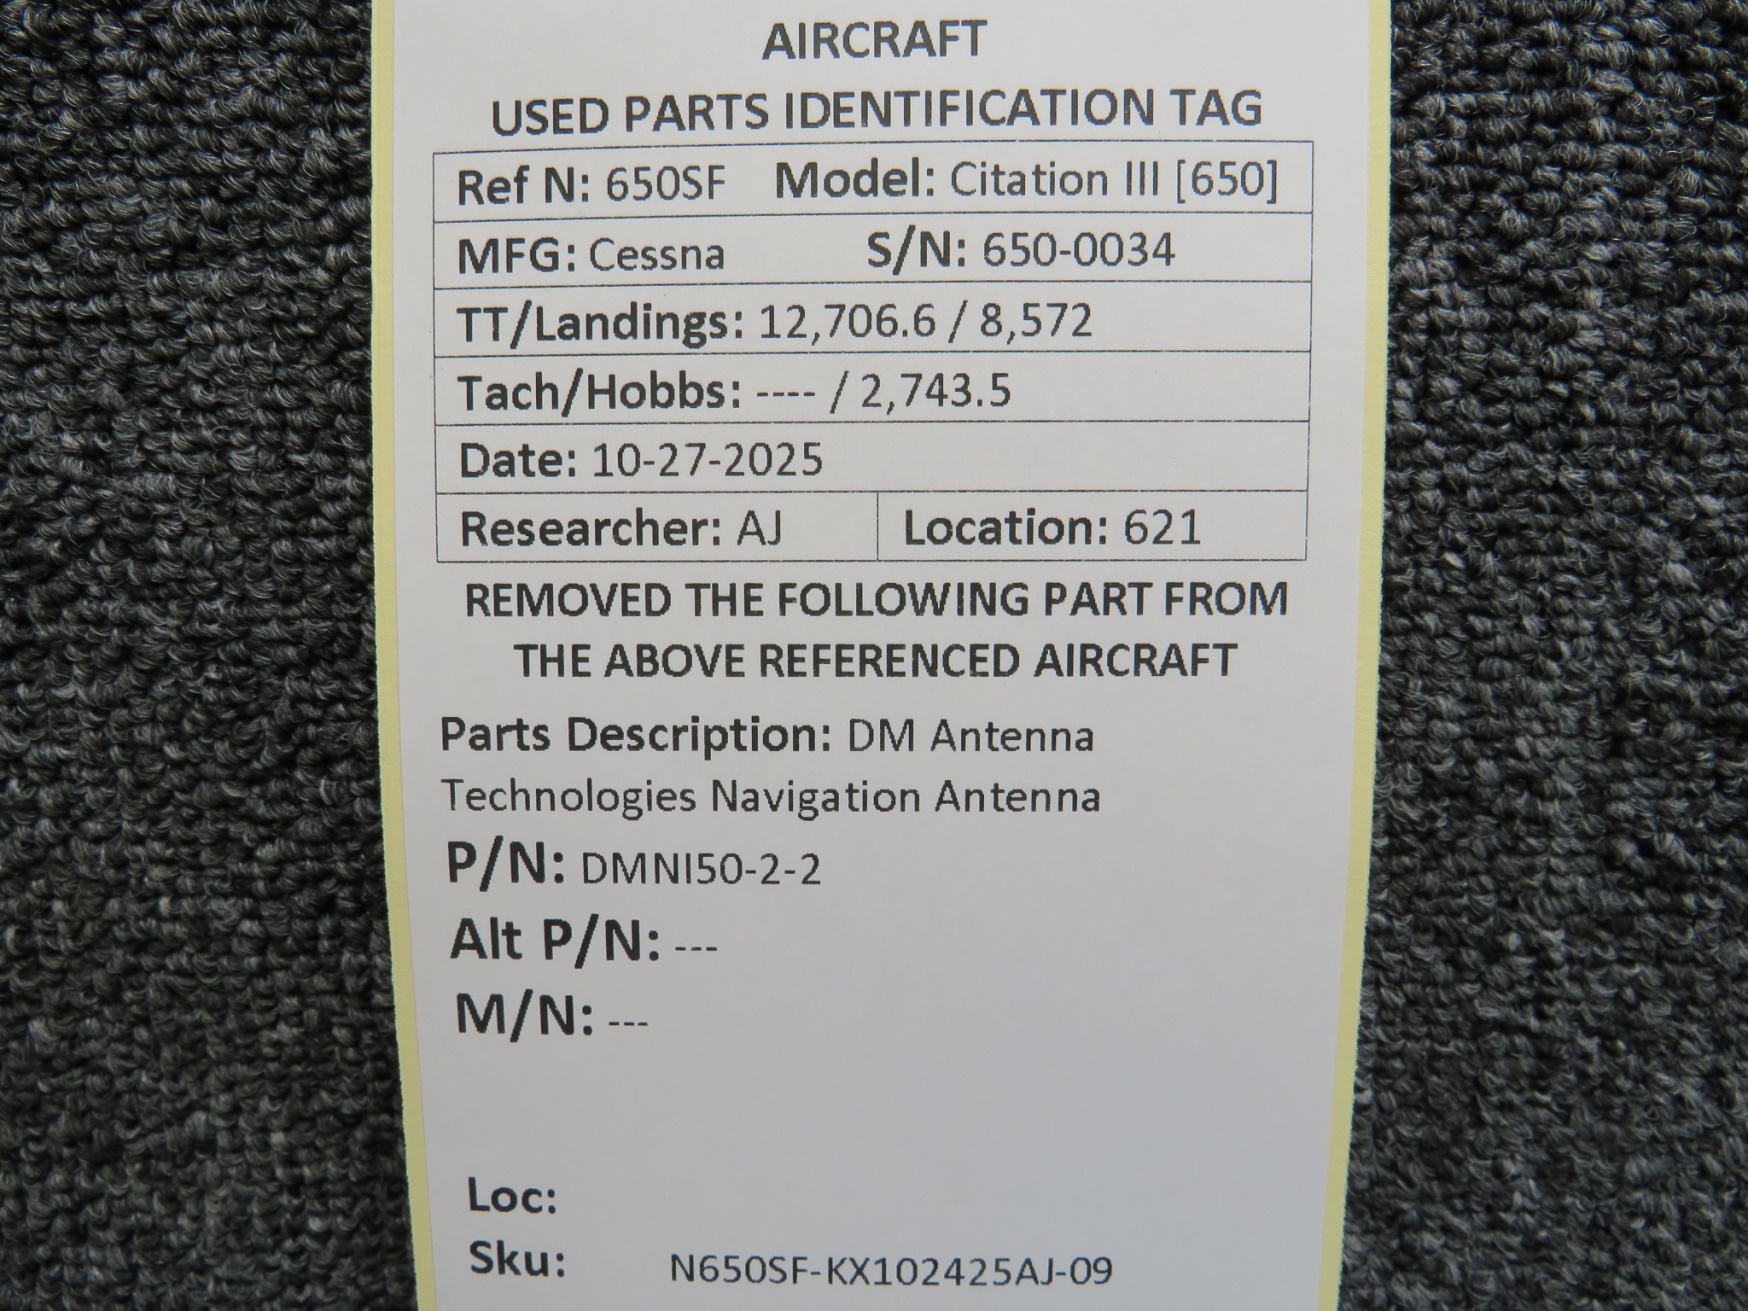 AIRCRAFT
USED PARTS IDENTIFICATION TAG
Ref N: 650SF Model: Citation III [650]
MFG: Cessna S/N: 650-0034
TT/Landings: 12,706.6 / 8,572
Tach/Hobbs: ---- / 2,743.5
Date: 10-27-2025
Researcher: AJ Location: 621
REMOVED THE FOLLOWING PART FROM
THE ABOVE REFERENCED AIRCRAFT
Parts Description: DM Antenna
Technologies Navigation Antenna
P/N: DMNI50-2-2
Alt P/N: ---
M/N: ---
Loc:
Sku: N650SF-KX102425AJ-09